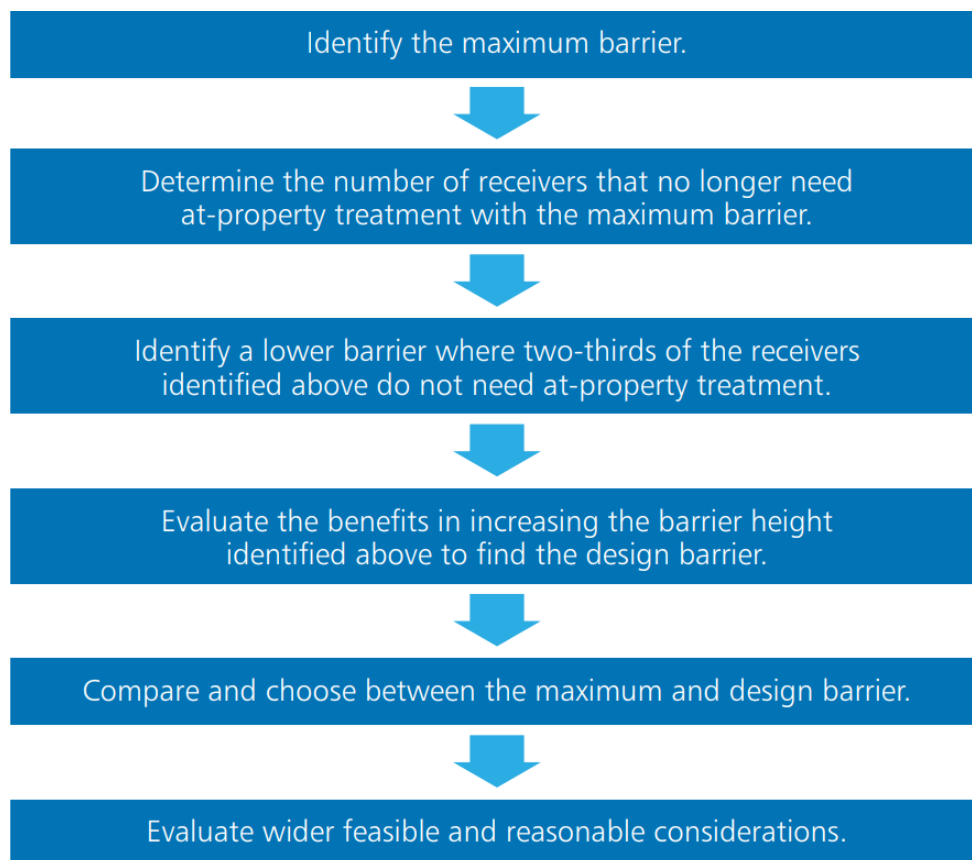 Identify the maximum barrier.
Determine the number of receivers that no longer need
at-property treatment with the maximum barrier.
Identify a lower barrier where two-thirds of the receivers
identified above do not need at-property treatment.
Evaluate the benefits in increasing the barrier height
identified above to find the design barrier.
Compare and choose between the maximum and design barrier.
Evaluate wider feasible and reasonable considerations.